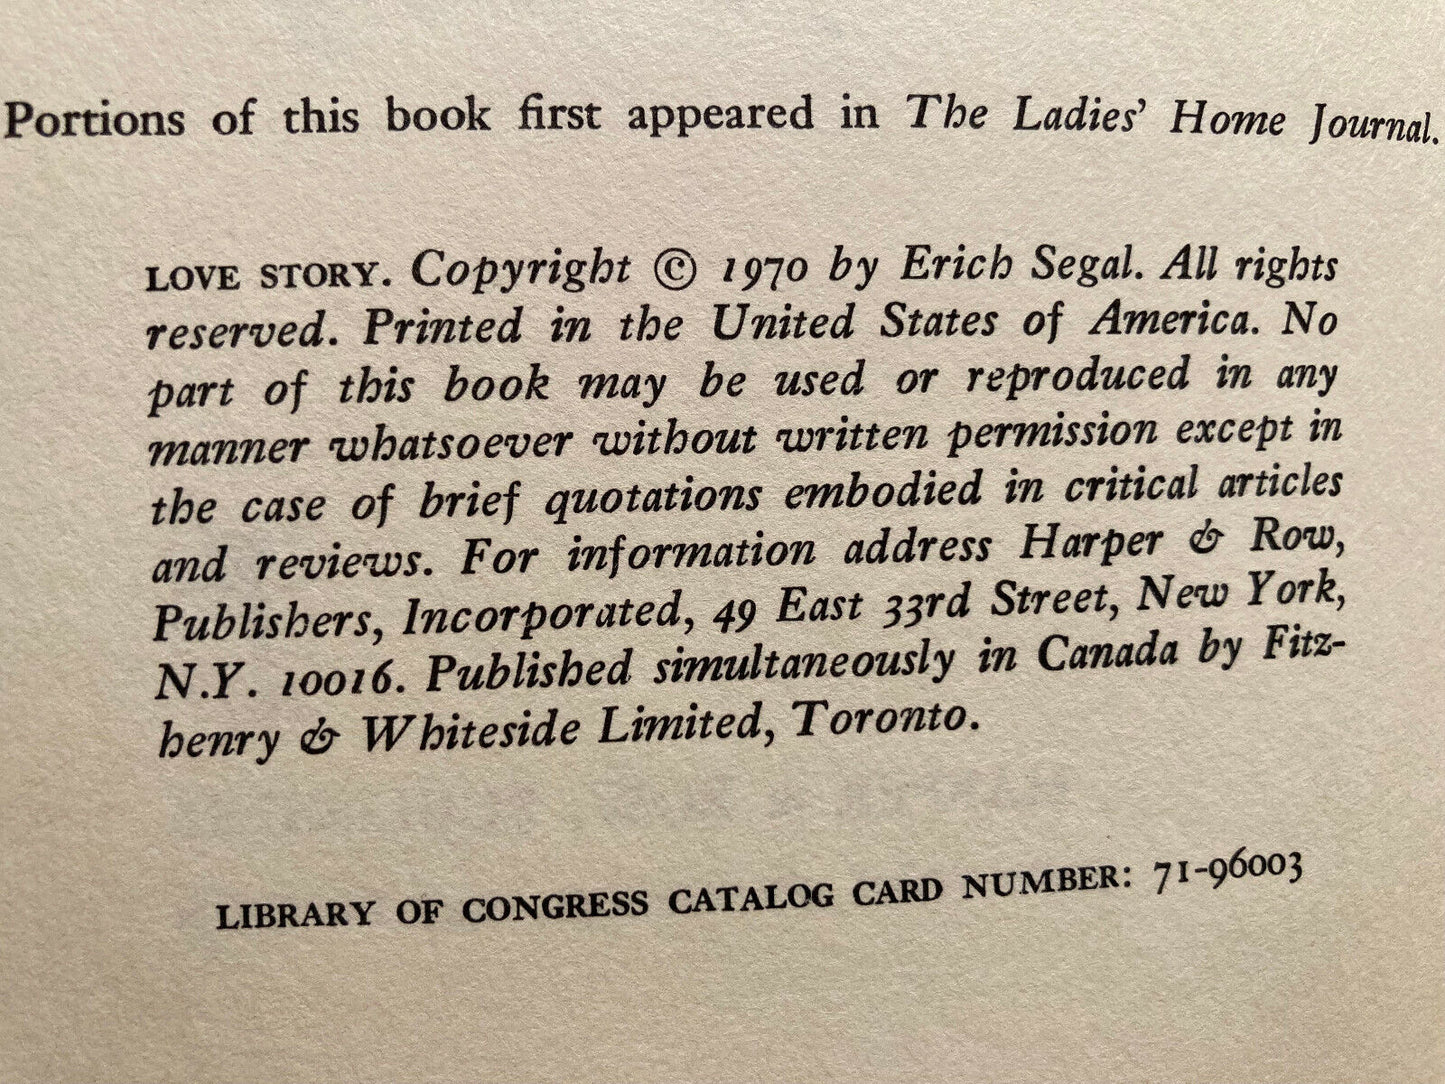 Portions of this book first appeared in The Ladies' Home Journal.
LOVE STORY. Copyright © 1970 by Erich Segal. All rights
reserved. Printed in the United States of America. No
part of this book may be used or reproduced in any
manner whatsoever without written permission except in
the case of brief quotations embodied in critical articles
and reviews. For information address Harper & Row,
Publishers, Incorporated, 49 East 33rd Street, New York,
N.Y. 10016. Published simultaneously in Canada by Fitz-
henry & Whiteside Limited, Toronto.
LIBRARY OF CONGRESS CATALOG CARD NUMBER: 71-96003